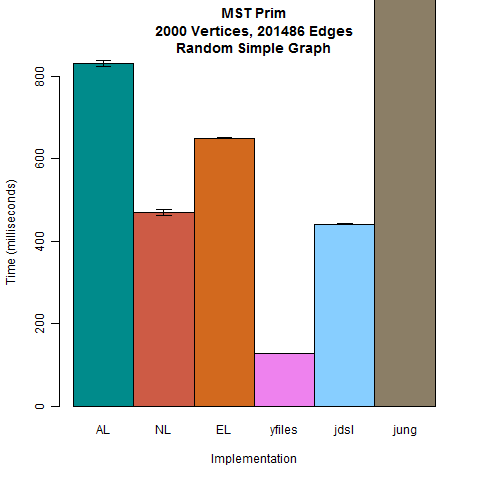 MST Prim
2000 Vertices, 201486 Edges
Random Simple Graph
800
600
400
200
0
Time (milliseconds)
AL NL EL yfiles jdsl jung
Implementation